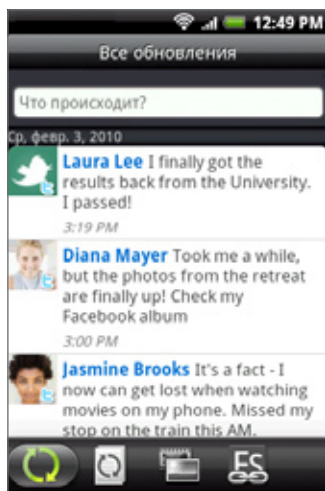 12:49 PM
Все обновления
Что происходит?
Ср, февр. 3, 2010
Laura Lee I finally got the
results back from the University.
I passed!
3:19 PM
Diana Mayer Took me a while,
but the photos from the retreat
are finally up! Check my
Facebook album
3:00 PM
Jasmine Brooks It's a fact - I
now can get lost when watching
movies on my phone. Missed my
stop on the train this AM.
FS